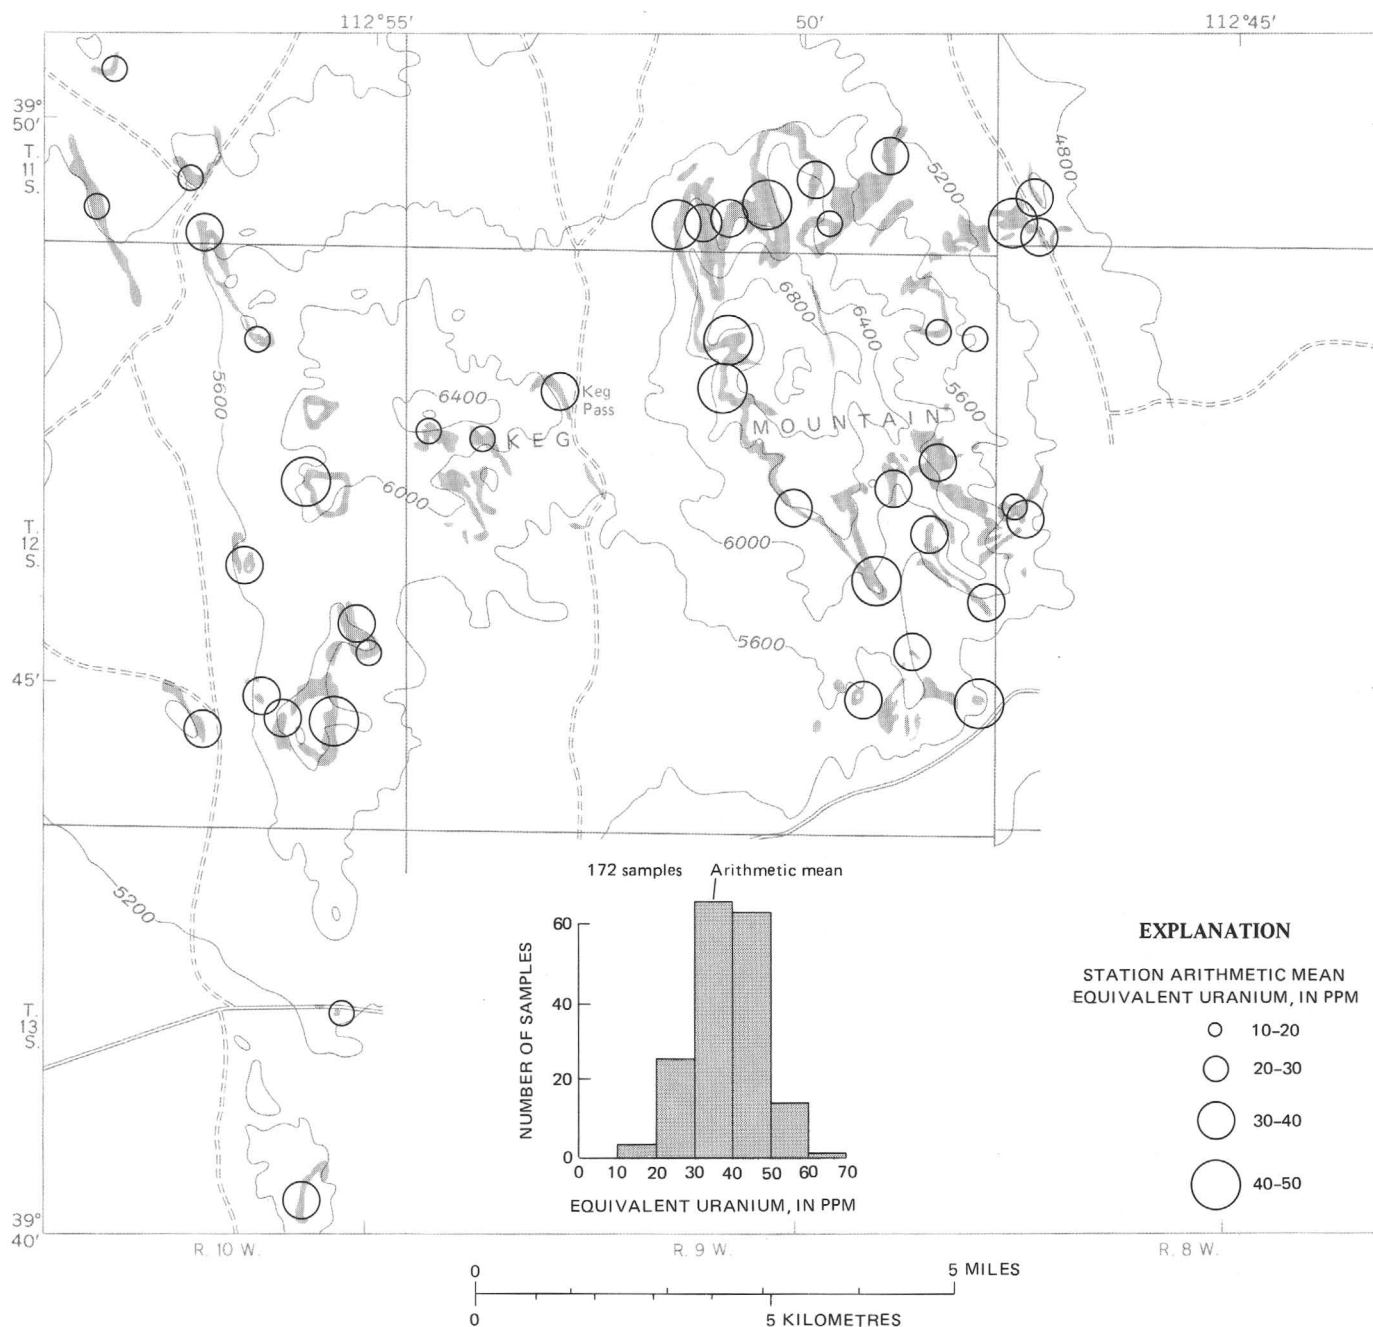 112°55′ 50′ 112°45′
39°
50′
T.
11
S.
4800
5200
6800
6400
5600
5600
6400
Keg
Pass
MOUNTAIN
KEG
6000
T.
12
S.
6000
5600
45′
5200
172 samples Arithmetic mean
NUMBER OF SAMPLES
60
40
20
0
0 10 20 30 40 50 60 70
EQUIVALENT URANIUM, IN PPM
EXPLANATION
STATION ARITHMETIC MEAN
EQUIVALENT URANIUM, IN PPM
10–20
20–30
30–40
40–50
T.
13
S.
39°
40′
R. 10 W. R. 9 W. R. 8 W.
0 5 MILES
0 5 KILOMETRES